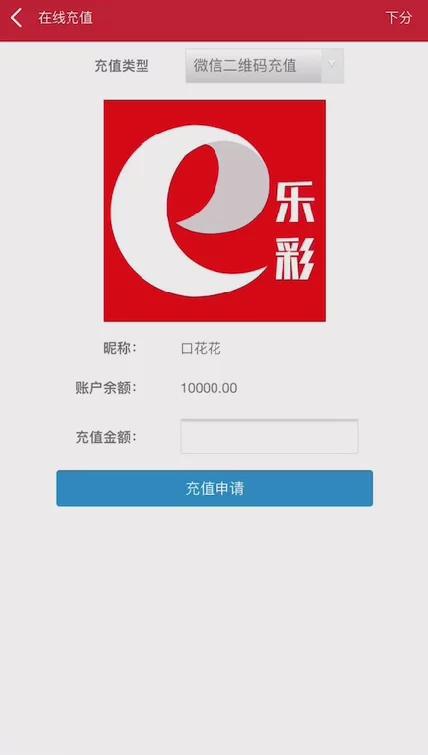 在线充值 下分
充值类型 微信二维码充值
乐
彩
昵称： 口花花
账户余额： 10000.00
充值金额：
充值申请